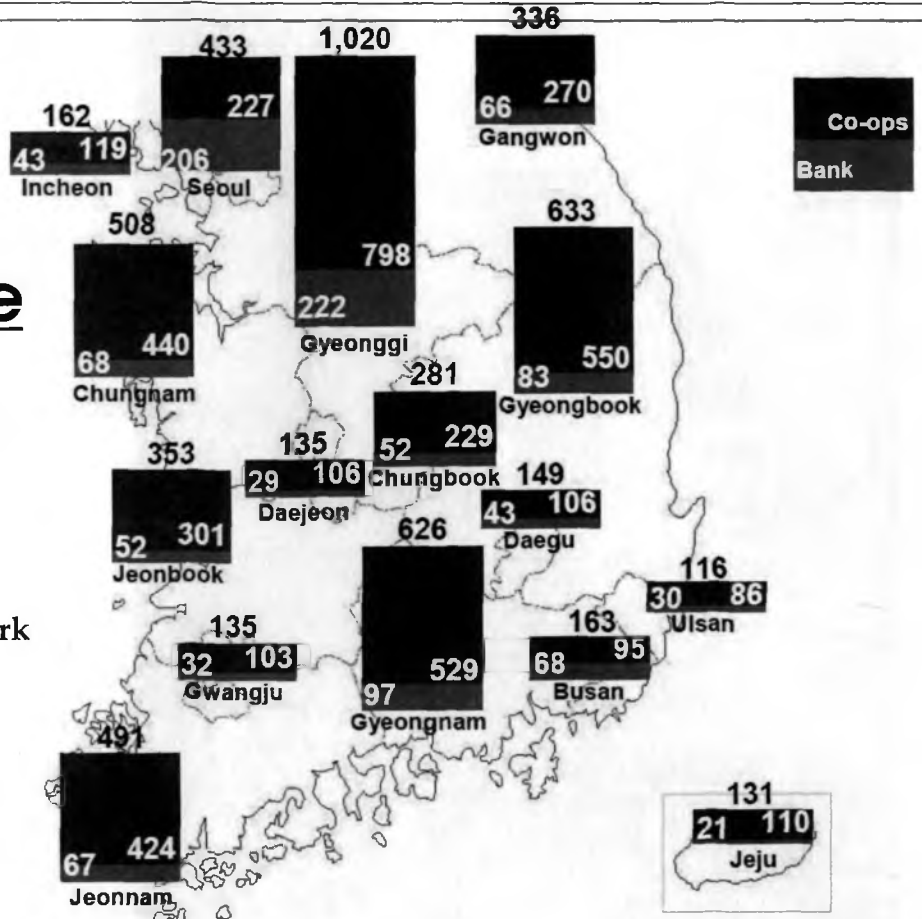 336
433
1,020
227
270
66
Gangwon
Co-ops
Bank
162
119
43
Incheon
206
Seoul
508
440
68
Chungnam
798
222
Gyeonggi
633
550
83
Gyeongbook
e
281
229
52
Chungbook
353
301
52
Jeonbook
135
106
29
Daejeon
149
106
43
Daegu
626
529
97
Gyeongnam
116
30
86
Ulsan
rk
135
103
32
Gwangju
163
95
68
Busan
491
424
67
Jeonnam
131
21
110
Jeju